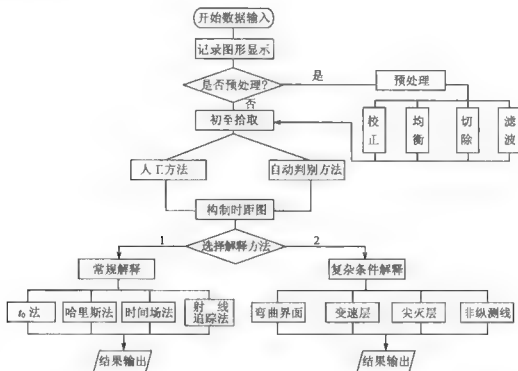 开始数据输入
记录图形显示
是否预处理?
是
预处理
否
校正
均衡
切除
滤波
初至拾取
人工方法
自动判别方法
构制时距图
1
选择解释方法
2
常规解释
复杂条件解释
t₀法
哈里斯法
时间场法
射线
追踪法
弯曲界面
变速层
尖灭层
非纵测线
结果输出
结果输出